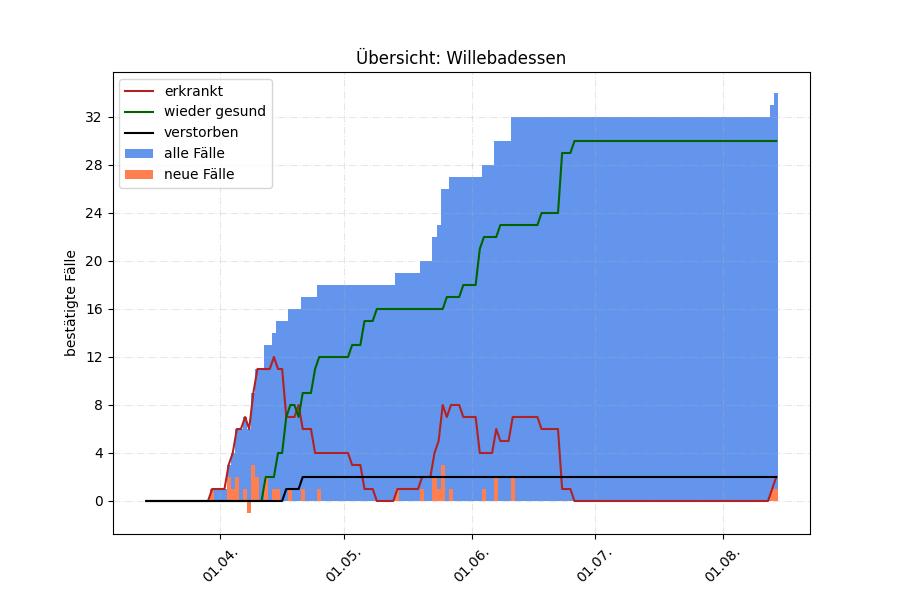 Übersicht: Willebadessen
erkrankt
wieder gesund
verstorben
alle Fälle
neue Fälle
bestätigte Fälle
32
28
24
20
16
12
8
4
0
01.04.
01.05.
01.06.
01.07.
01.08.